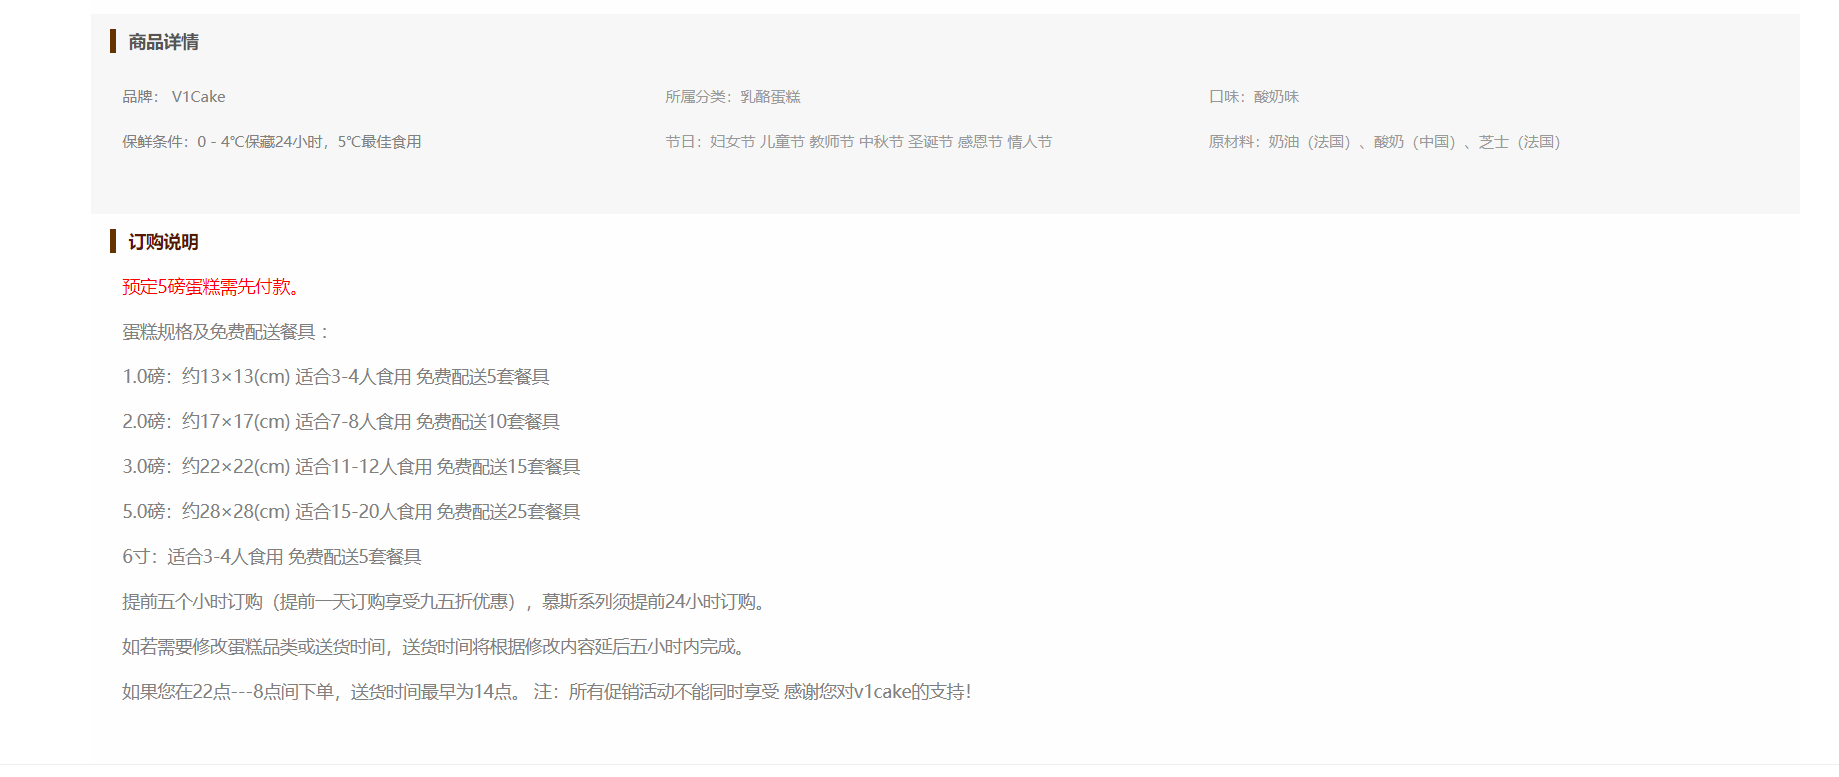 商品详情
品牌： V1Cake
所属分类：乳酪蛋糕
口味：酸奶味
保鲜条件：0 - 4℃保藏24小时，5℃最佳食用
节日：妇女节 儿童节 教师节 中秋节 圣诞节 感恩节 情人节
原材料：奶油（法国）、酸奶（中国）、芝士（法国）
订购说明
预定5磅蛋糕需先付款。
蛋糕规格及免费配送餐具 ：
1.0磅：约13×13(cm) 适合3-4人食用 免费配送5套餐具
2.0磅：约17×17(cm) 适合7-8人食用 免费配送10套餐具
3.0磅：约22×22(cm) 适合11-12人食用 免费配送15套餐具
5.0磅：约28×28(cm) 适合15-20人食用 免费配送25套餐具
6寸：适合3-4人食用 免费配送5套餐具
提前五个小时订购（提前一天订购享受九五折优惠），慕斯系列须提前24小时订购。
如若需要修改蛋糕品类或送货时间，送货时间将根据修改内容延后五小时内完成。
如果您在22点---8点间下单，送货时间最早为14点。 注：所有促销活动不能同时享受 感谢您对v1cake的支持！